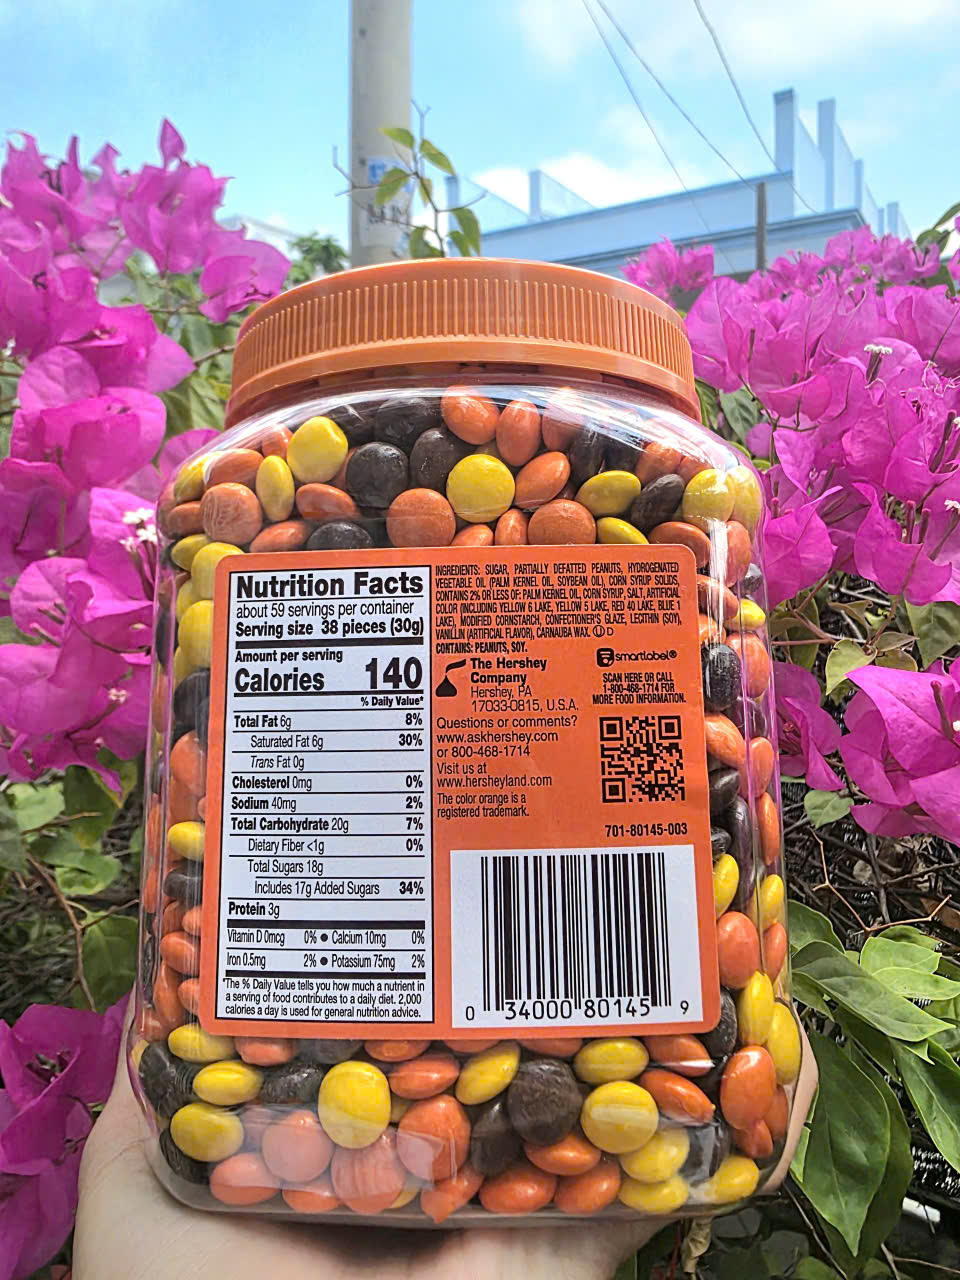 Nutrition Facts
about 59 servings per container
Serving size 38 pieces (30g)
Amount per serving
Calories 140
% Daily Value*
Total Fat 6g 8%
Saturated Fat 6g 30%
Trans Fat 0g
Cholesterol 0mg 0%
Sodium 40mg 2%
Total Carbohydrate 20g 7%
Dietary Fiber <1g 0%
Total Sugars 18g
Includes 17g Added Sugars 34%
Protein 3g
Vitamin D 0mcg 0% • Calcium 10mg 0%
Iron 0.5mg 2% • Potassium 75mg 2%
*The % Daily Value tells you how much a nutrient in
a serving of food contributes to a daily diet. 2,000
calories a day is used for general nutrition advice.
INGREDIENTS: SUGAR, PARTIALLY DEFATTED PEANUTS, HYDROGENATED
VEGETABLE OIL (PALM KERNEL OIL, SOYBEAN OIL), CORN SYRUP SOLIDS,
CONTAINS 2% OR LESS OF: PALM KERNEL OIL, CORN SYRUP, SALT, ARTIFICIAL
COLOR (INCLUDING YELLOW 6 LAKE, YELLOW 5 LAKE, RED 40 LAKE, BLUE 1
LAKE), MODIFIED CORNSTARCH, CONFECTIONER'S GLAZE, LECITHIN (SOY),
VANILLIN (ARTIFICIAL FLAVOR), CARNAUBA WAX. Ⓤ D
CONTAINS: PEANUTS, SOY.
The Hershey
Company
Hershey, PA
17033-0815, U.S.A.
Questions or comments?
www.askhershey.com
or 800-468-1714
Visit us at
www.hersheyland.com
The color orange is a
registered trademark.
smartlabel®
SCAN HERE OR CALL
1-800-468-1714 FOR
MORE FOOD INFORMATION.
701-80145-003
0 34000 80145 9